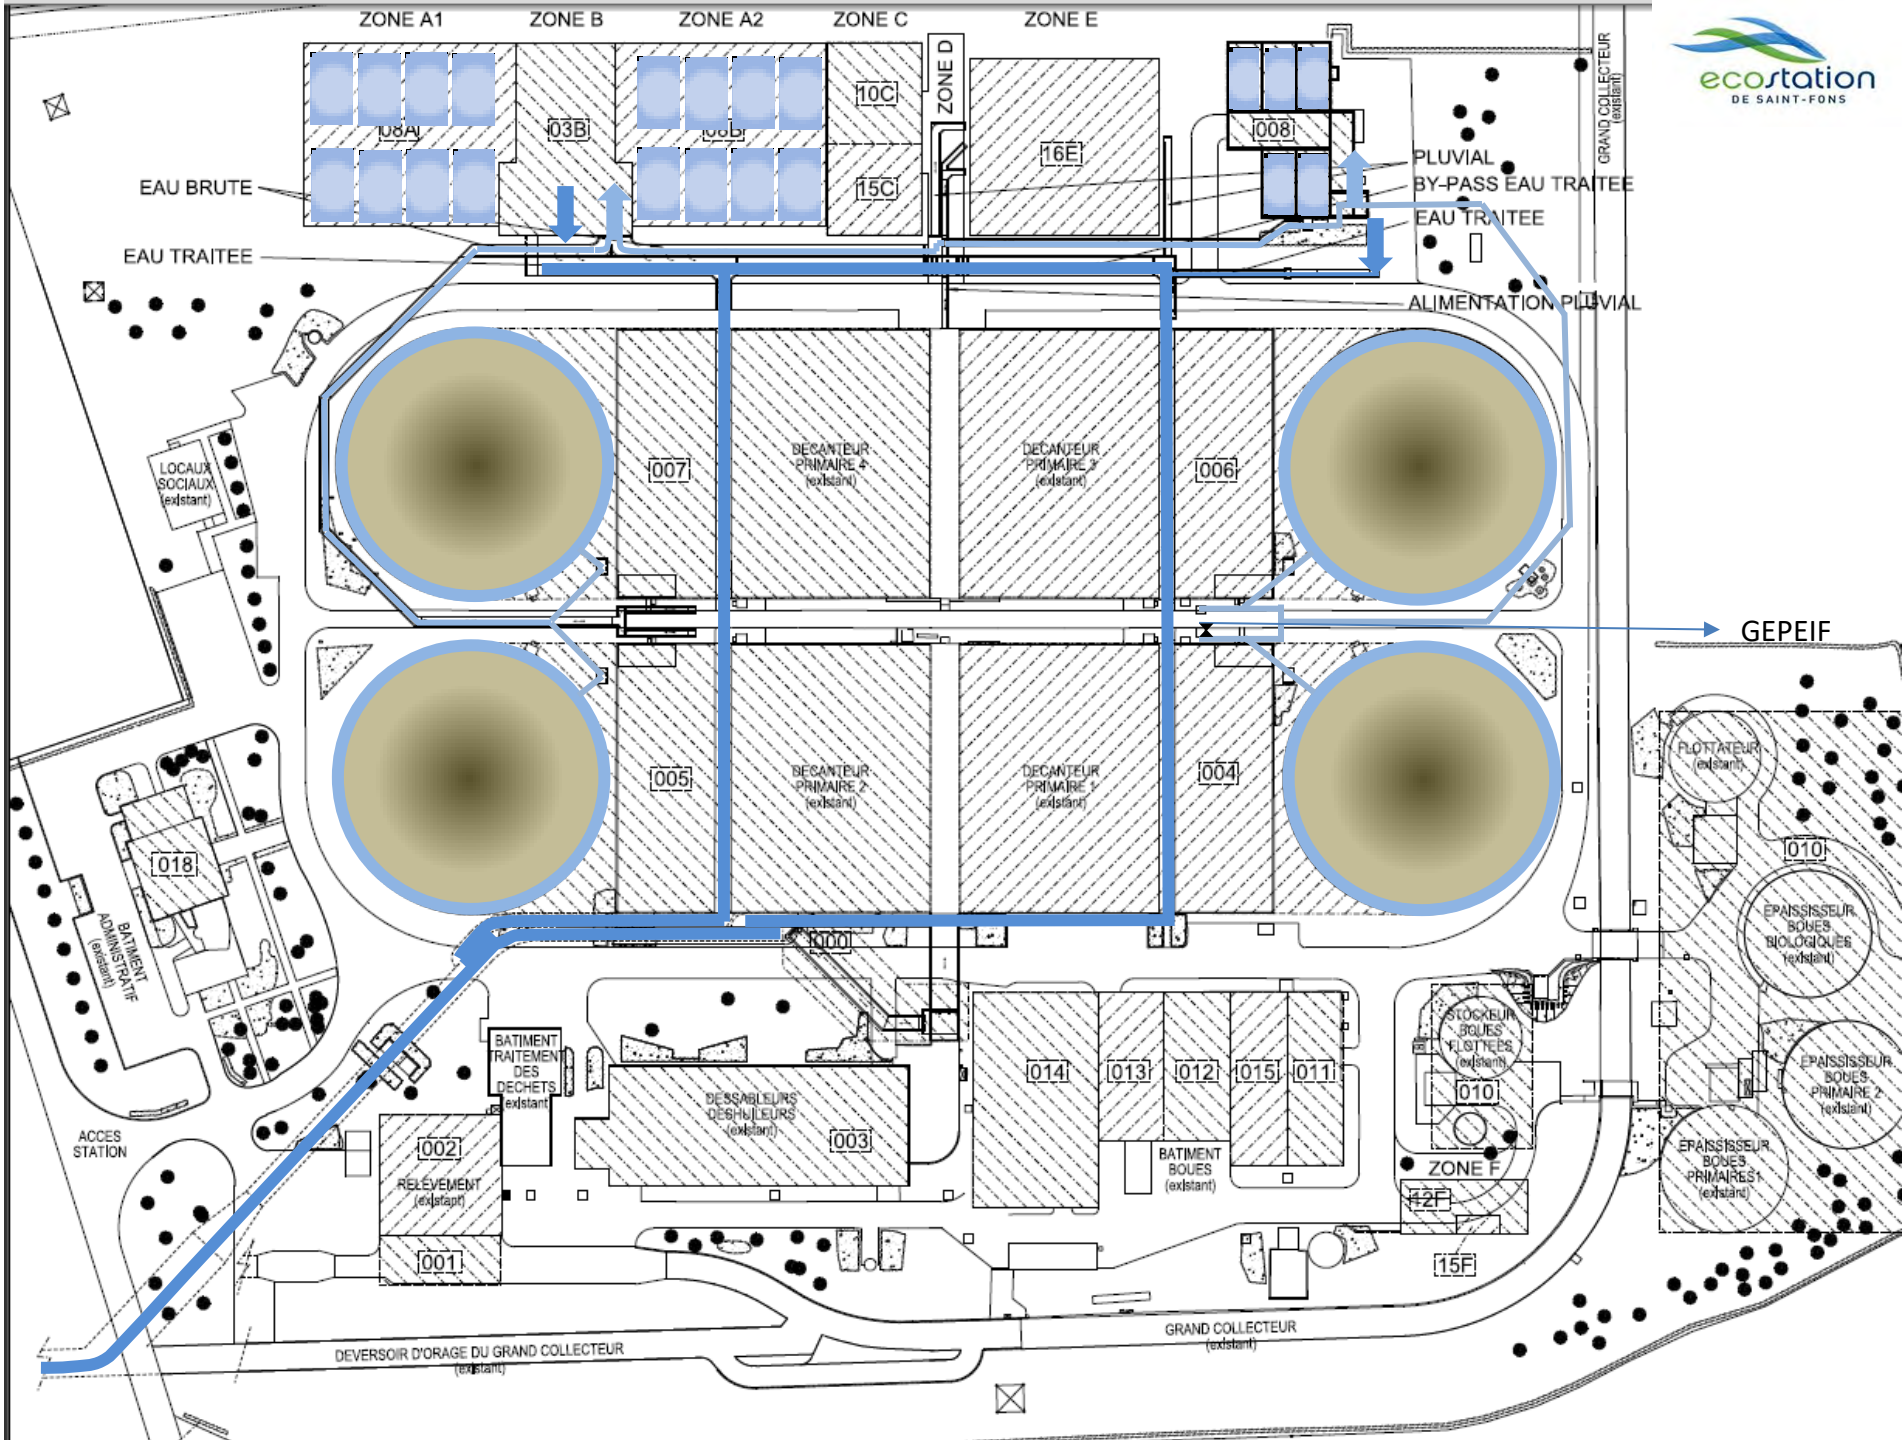 ZONE A1
ZONE B
ZONE A2
ZONE C
ZONE D
ZONE E
ecostation
DE SAINT-FONS
GRAND COLLECTEUR
(existant)
08A
03B
08B
10C
15C
16E
008
PLUVIAL
BY-PASS EAU TRAITEE
EAU TRAITEE
ALIMENTATION PLUVIAL
EAU BRUTE
EAU TRAITEE
LOCAUX
SOCIAUX
(existant)
007
DECANTEUR
PRIMAIRE 4
(existant)
DECANTEUR
PRIMAIRE 3
(existant)
006
GEPEIF
005
DECANTEUR
PRIMAIRE 2
(existant)
DECANTEUR
PRIMAIRE 1
(existant)
004
FLOTTATEUR
(existant)
010
018
BATIMENT
ADMINISTRATIF
(existant)
EPAISSISSEUR
BOUES
BIOLOGIQUES
(existant)
000
BATIMENT
TRAITEMENT
DES
DECHETS
(existant
STOCKEUR
BOUES
FLOTTEES
(existant)
010
EPAISSISSEUR
BOUES
PRIMAIRE 2
(existant)
014
013
012
015
011
DESSABLEURS
DESHUILEURS
(existant)
003
ACCES
STATION
002
RELEVEMENT
(existant)
001
BATIMENT
BOUES
(existant)
ZONE F
12F
15F
EPAISSISSEUR
BOUES
PRIMAIRES1
(existant)
DEVERSOIR D'ORAGE DU GRAND COLLECTEUR
(existant)
GRAND COLLECTEUR
(existant)